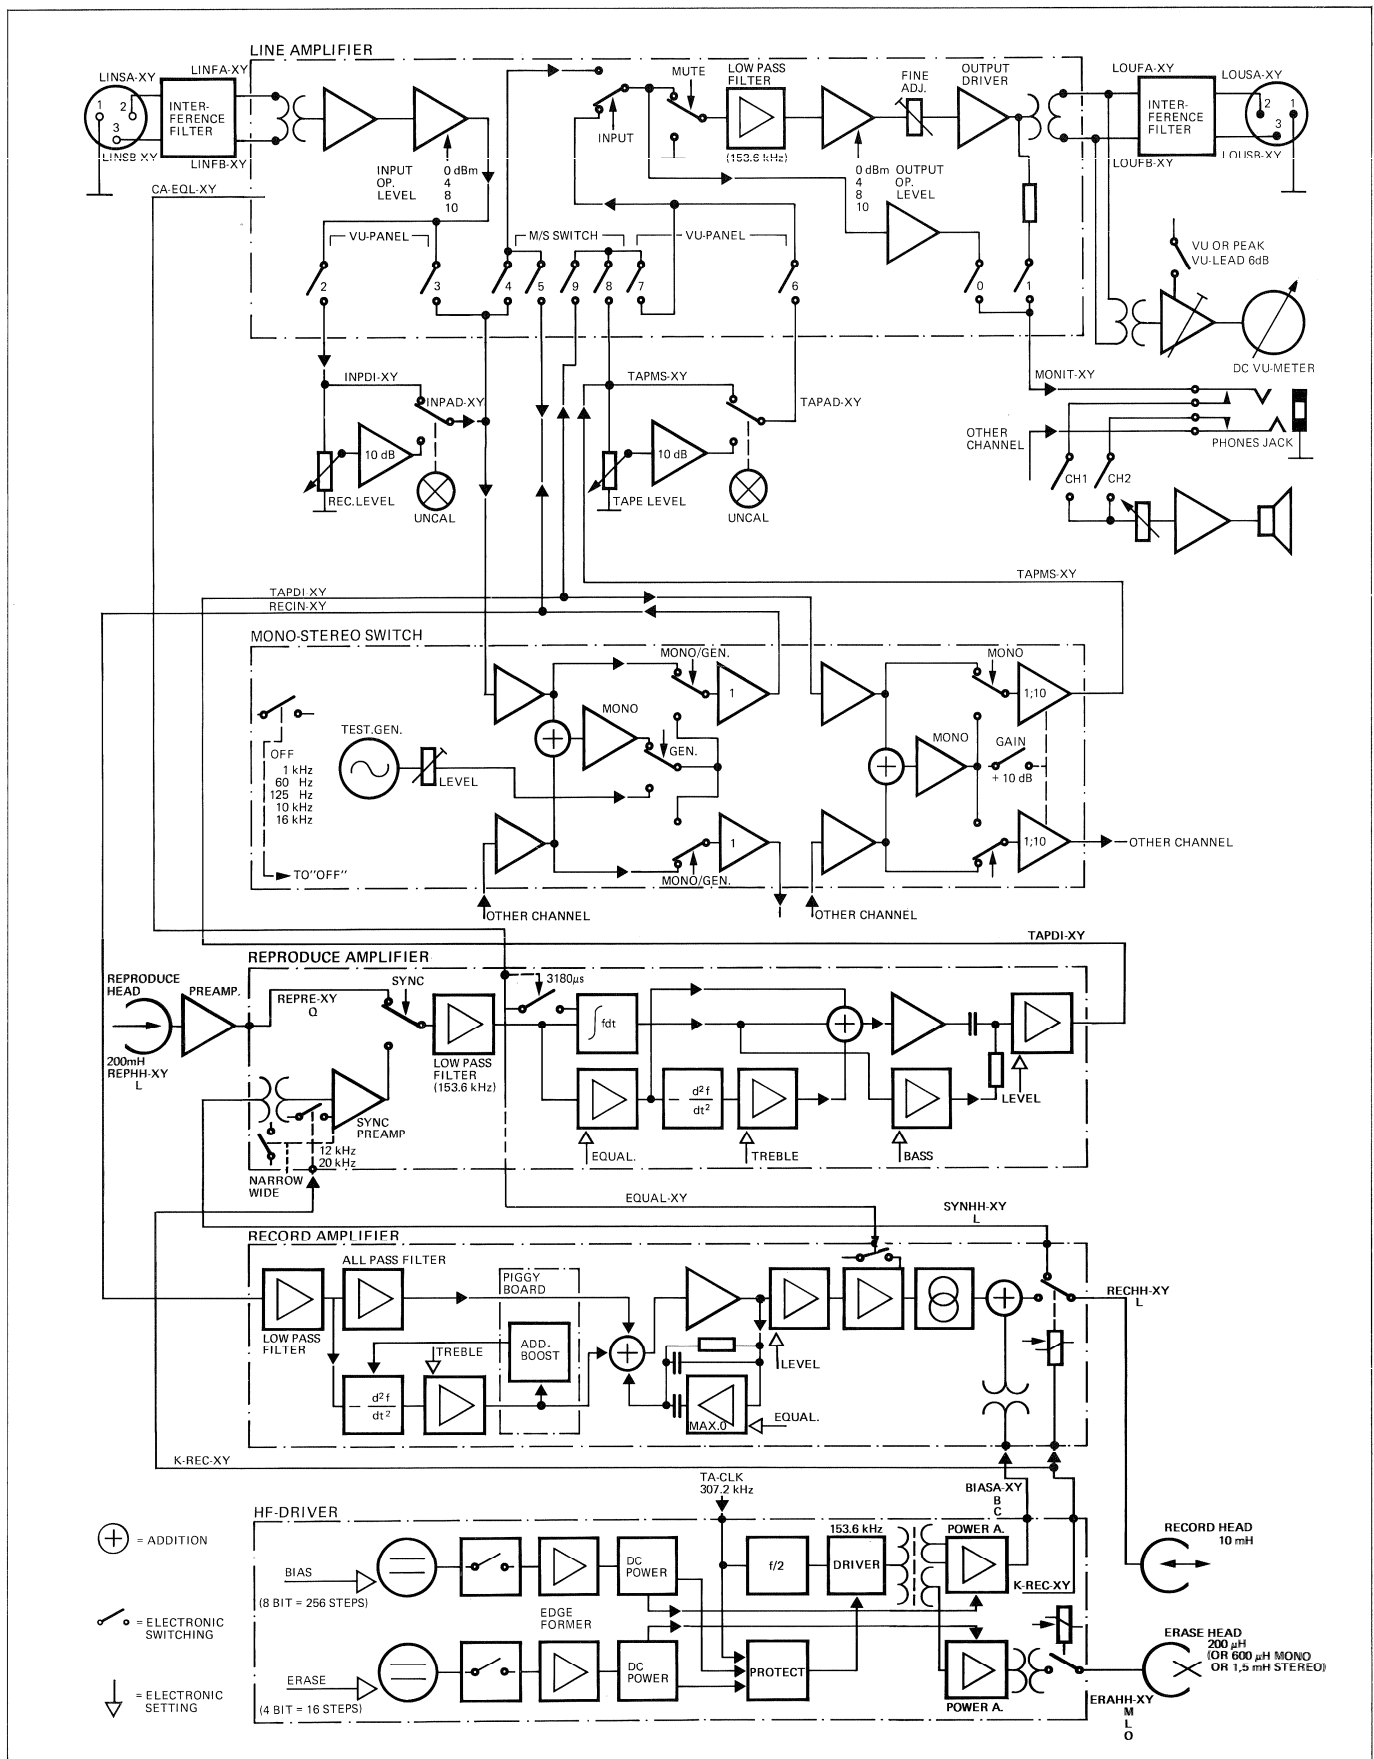 LINE AMPLIFIER
LINSA-XY
LINFA-XY
1
2
3
INTER-
FERENCE
FILTER
LINSB-XY
LINFB-XY
CA-EQL-XY
INPUT
OP.
LEVEL
0 dBm
4
8
10
INPUT
MUTE
LOW PASS
FILTER
(153.6 kHz)
FINE
ADJ.
OUTPUT
DRIVER
0 dBm
4
8
10
OUTPUT
OP.
LEVEL
LOUFA-XY
LOUSA-XY
INTER-
FERENCE
FILTER
2
1
3
LOUFB-XY
LOUSB-XY
VU-PANEL
M/S SWITCH
VU-PANEL
2
3
4
5
9
8
7
6
0
1
VU OR PEAK
VU-LEAD 6dB
DC VU-METER
INPDI-XY
INPAD-XY
10 dB
REC.LEVEL
UNCAL
TAPMS-XY
TAPAD-XY
10 dB
TAPE LEVEL
UNCAL
MONIT-XY
OTHER
CHANNEL
PHONES JACK
CH1
CH2
TAPMS-XY
TAPDI-XY
RECIN-XY
MONO-STEREO SWITCH
OFF
1 kHz
60 Hz
125 Hz
10 kHz
16 kHz
TO"OFF"
TEST.GEN.
LEVEL
MONO/GEN.
1
MONO
GEN.
1
MONO/GEN.
MONO
1;10
MONO
GAIN
+ 10 dB
1;10
OTHER CHANNEL
OTHER CHANNEL
OTHER CHANNEL
TAPDI-XY
REPRODUCE AMPLIFIER
REPRODUCE
HEAD
200mH
REPHH-XY
L
PREAMP.
REPRE-XY
Q
SYNC
LOW PASS
FILTER
(153.6 kHz)
3180µs
∫fdt
SYNC
PREAMP
12 kHz
20 kHz
NARROW
WIDE
EQUAL.
- d²f
dt²
TREBLE
BASS
LEVEL
EQUAL-XY
SYNHH-XY
L
RECORD AMPLIFIER
ALL PASS FILTER
LOW PASS
FILTER
PIGGY
BOARD
ADD.
BOOST
TREBLE
- d²f
dt²
LEVEL
MAX.0
EQUAL.
RECHH-XY
L
K-REC-XY
TA-CLK
307.2 kHz
BIASA-XY
B
C
HF-DRIVER
= ADDITION
BIAS
(8 BIT = 256 STEPS)
DC
POWER
f/2
153.6 kHz
DRIVER
POWER A.
K-REC-XY
RECORD HEAD
10 mH
= ELECTRONIC
SWITCHING
EDGE
FORMER
ERASE
(4 BIT = 16 STEPS)
DC
POWER
PROTECT
POWER A.
ERASE HEAD
200 µH
(OR 600 µH MONO
OR 1,5 mH STEREO)
= ELECTRONIC
SETTING
ERAHH-XY
M
L
O